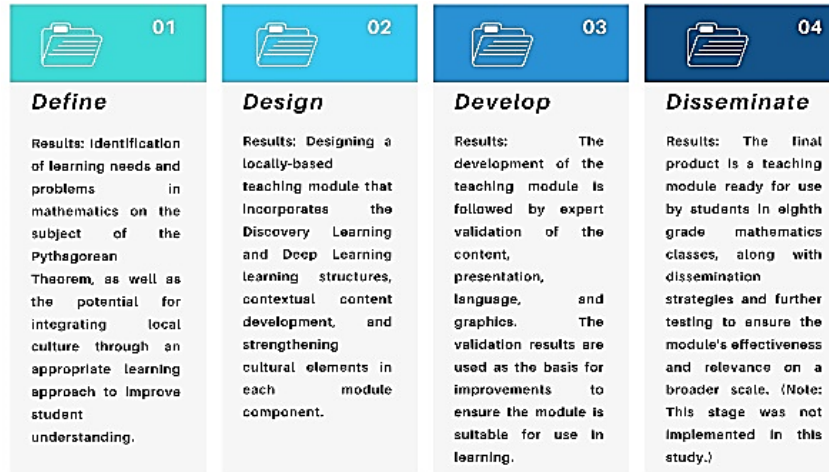 01
Define
Results: Identification
of learning needs and
problems in
mathematics on the
subject of the
Pythagorean
Theorem, as well as
the potential for
integrating local
culture through an
appropriate learning
approach to improve
student
understanding.
02
Design
Results: Designing a
locally-based
teaching module that
incorporates the
Discovery Learning
and Deep Learning
learning structures,
contextual content
development, and
strengthening
cultural elements in
each module
component.
03
Develop
Results: The
development of the
teaching module is
followed by expert
validation of the
content,
presentation,
language, and
graphics. The
validation results are
used as the basis for
improvements to
ensure the module is
suitable for use in
learning.
04
Disseminate
Results: The final
product is a teaching
module ready for use
by students in eighth
grade mathematics
classes, along with
dissemination
strategies and further
testing to ensure the
module's effectiveness
and relevance on a
broader scale. (Note:
This stage was not
implemented in this
study.)